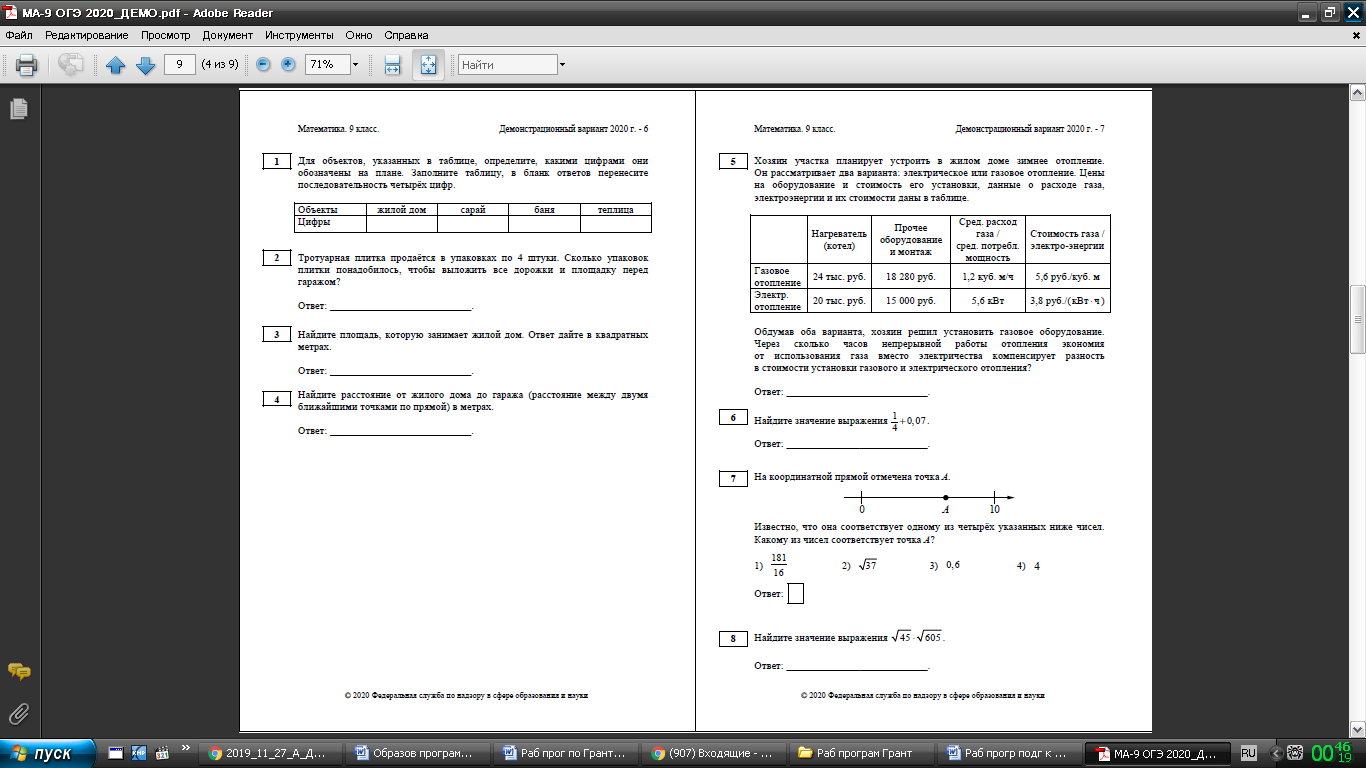 МА-9 ОГЭ 2020_ДЕМО.pdf - Adobe Reader
Файл Редактирование Просмотр Документ Инструменты Окно Справка
9 (4 из 9) 71% Найти
Математика. 9 класс. Демонстрационный вариант 2020 г. - 6
1 Для объектов, указанных в таблице, определите, какими цифрами они
обозначены на плане. Заполните таблицу, в бланк ответов перенесите
последовательность четырёх цифр.
Объекты жилой дом сарай баня теплица
Цифры
2 Тротуарная плитка продаётся в упаковках по 4 штуки. Сколько упаковок
плитки понадобилось, чтобы выложить все дорожки и площадку перед
гаражом?
Ответ: ____________________________.
3 Найдите площадь, которую занимает жилой дом. Ответ дайте в квадратных
метрах.
Ответ: ____________________________.
4 Найдите расстояние от жилого дома до гаража (расстояние между двумя
ближайшими точками по прямой) в метрах.
Ответ: ____________________________.
© 2020 Федеральная служба по надзору в сфере образования и науки
Математика. 9 класс. Демонстрационный вариант 2020 г. - 7
5 Хозяин участка планирует устроить в жилом доме зимнее отопление.
Он рассматривает два варианта: электрическое или газовое отопление. Цены
на оборудование и стоимость его установки, данные о расходе газа,
электроэнергии и их стоимости даны в таблице.
Нагреватель (котел) Прочее оборудование и монтаж Сред. расход газа / сред. потребл. мощность Стоимость газа / электро-энергии
Газовое отопление 24 тыс. руб. 18 280 руб. 1,2 куб. м/ч 5,6 руб./куб. м
Электр. отопление 20 тыс. руб. 15 000 руб. 5,6 кВт 3,8 руб./(кВт · ч)
Обдумав оба варианта, хозяин решил установить газовое оборудование.
Через сколько часов непрерывной работы отопления экономия
от использования газа вместо электричества компенсирует разность
в стоимости установки газового и электрического отопления?
Ответ: ____________________________.
6 Найдите значение выражения 1/4 + 0,07.
Ответ: ____________________________.
7 На координатной прямой отмечена точка A.
0 A 10
Известно, что она соответствует одному из четырёх указанных ниже чисел.
Какому из чисел соответствует точка A?
1) 181/16 2) √37 3) 0,6 4) 4
Ответ:
8 Найдите значение выражения √45 · √605.
Ответ: ____________________________.
© 2020 Федеральная служба по надзору в сфере образования и науки
пуск » 2019_11_27_А_Д... Образов програм... Раб прог по Грант... (907) Входящие - ... Раб програм Грант Раб прогр подг к ... МА-9 ОГЭ 2020_Д... RU 00 46 19